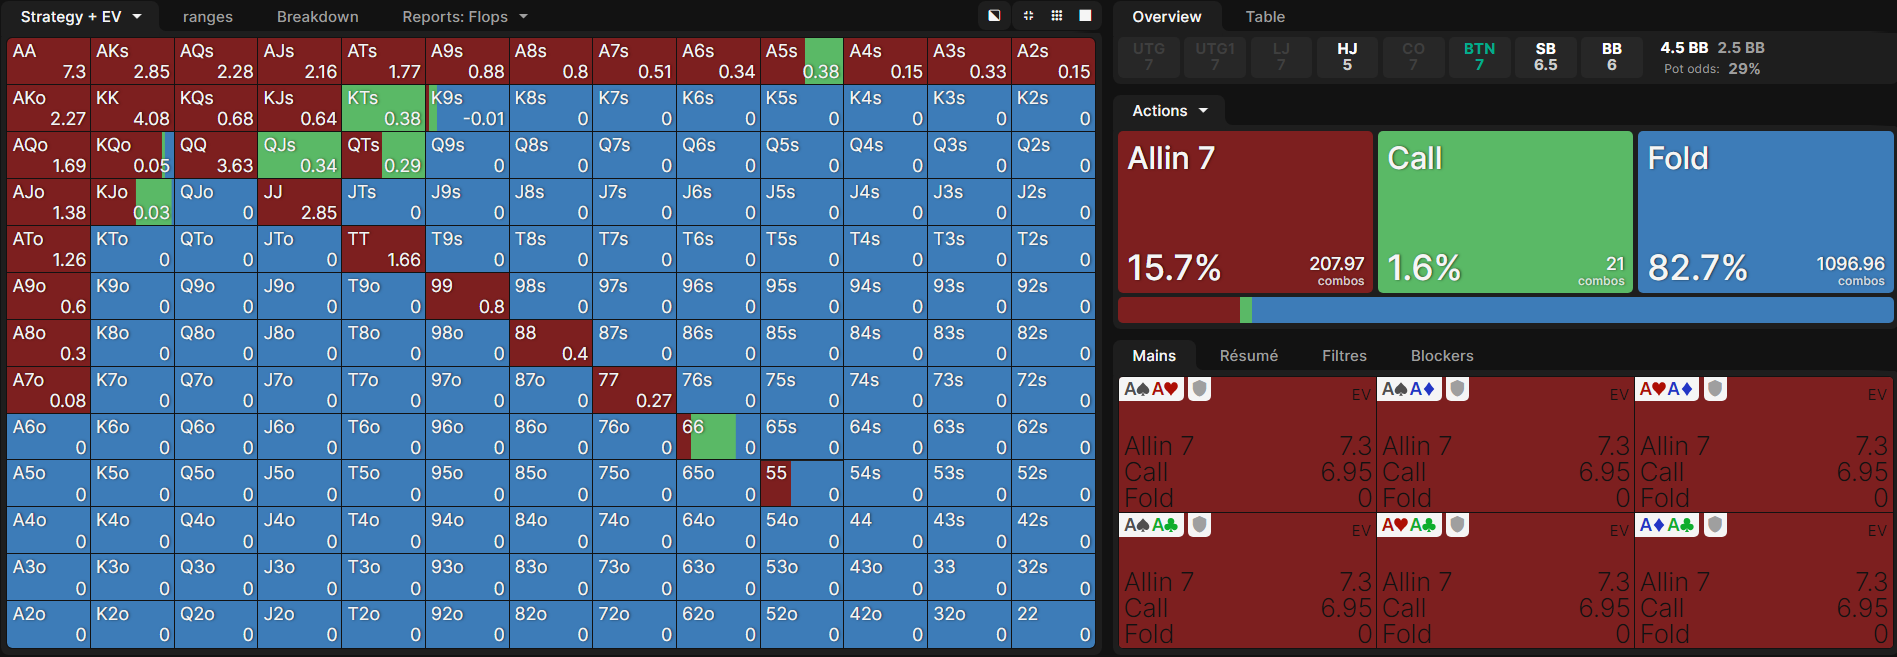 Strategy + EV ranges Breakdown Reports: Flops
AA AKs AQs AJs ATs A9s A8s A7s A6s A5s A4s A3s A2s
7.3 2.85 2.28 2.16 1.77 0.88 0.8 0.51 0.34 0.38 0.15 0.33 0.15
AKo KK KQs KJs KTs K9s K8s K7s K6s K5s K4s K3s K2s
2.27 4.08 0.68 0.64 0.38 -0.01 0 0 0 0 0 0 0
AQo KQo QQ QJs QTs Q9s Q8s Q7s Q6s Q5s Q4s Q3s Q2s
1.69 0.05 3.63 0.34 0.29 0 0 0 0 0 0 0 0
AJo KJo QJo JJ JTs J9s J8s J7s J6s J5s J4s J3s J2s
1.38 0.03 0 2.85 0 0 0 0 0 0 0 0 0
ATo KTo QTo JTo TT T9s T8s T7s T6s T5s T4s T3s T2s
1.26 0 0 0 1.66 0 0 0 0 0 0 0 0
A9o K9o Q9o J9o T9o 99 98s 97s 96s 95s 94s 93s 92s
0.6 0 0 0 0 0.8 0 0 0 0 0 0 0
A8o K8o Q8o J8o T8o 98o 88 87s 86s 85s 84s 83s 82s
0.3 0 0 0 0 0 0.4 0 0 0 0 0 0
A7o K7o Q7o J7o T7o 97o 87o 77 76s 75s 74s 73s 72s
0.08 0 0 0 0 0 0 0.27 0 0 0 0 0
A6o K6o Q6o J6o T6o 96o 86o 76o 66 65s 64s 63s 62s
0 0 0 0 0 0 0 0 0 0 0 0 0
A5o K5o Q5o J5o T5o 95o 85o 75o 65o 55 54s 53s 52s
0 0 0 0 0 0 0 0 0 0 0 0 0
A4o K4o Q4o J4o T4o 94o 84o 74o 64o 54o 44 43s 42s
0 0 0 0 0 0 0 0 0 0 0 0 0
A3o K3o Q3o J3o T3o 93o 83o 73o 63o 53o 43o 33 32s
0 0 0 0 0 0 0 0 0 0 0 0 0
A2o K2o Q2o J2o T2o 92o 82o 72o 62o 52o 42o 32o 22
0 0 0 0 0 0 0 0 0 0 0 0 0
Overview Table
UTG UTG1 LJ HJ CO BTN SB BB 4.5 BB 2.5 BB
7 7 7 5 7 7 6.5 6 Pot odds: 29%
Actions
Allin 7 Call Fold
15.7% 207.97 1.6% 21 82.7% 1096.96
combos combos combos
Mains Résumé Filtres Blockers
A♠A♥ EV A♠A♦ EV A♥A♦ EV
Allin 7 7.3 Allin 7 7.3 Allin 7 7.3
Call 6.95 Call 6.95 Call 6.95
Fold 0 Fold 0 Fold 0
A♠A♣ EV A♥A♣ EV A♦A♣ EV
Allin 7 7.3 Allin 7 7.3 Allin 7 7.3
Call 6.95 Call 6.95 Call 6.95
Fold 0 Fold 0 Fold 0